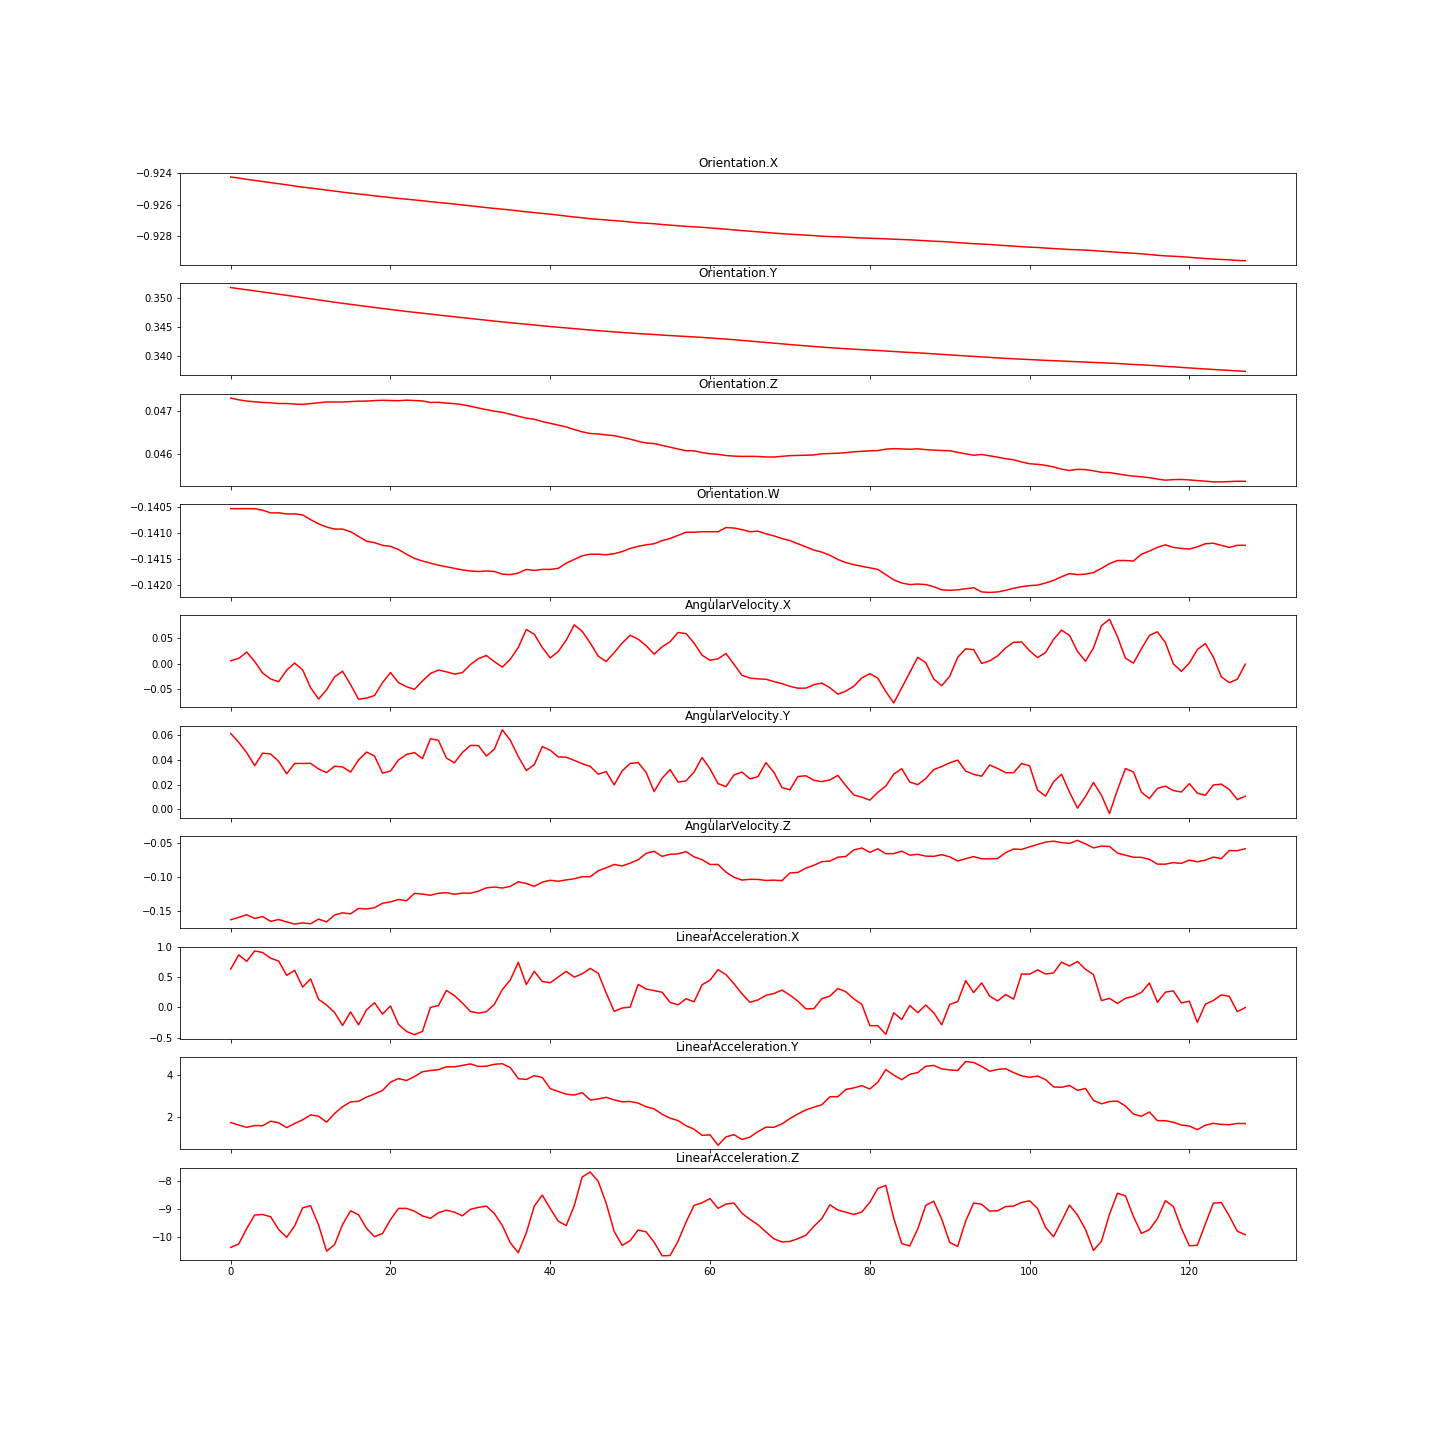 Orientation.X
−0.924
−0.926
−0.928
Orientation.Y
0.350
0.345
0.340
Orientation.Z
0.047
0.046
Orientation.W
−0.1405
−0.1410
−0.1415
−0.1420
AngularVelocity.X
0.05
0.00
−0.05
AngularVelocity.Y
0.06
0.04
0.02
0.00
AngularVelocity.Z
−0.05
−0.10
−0.15
LinearAcceleration.X
1.0
0.5
0.0
−0.5
LinearAcceleration.Y
4
2
LinearAcceleration.Z
−8
−9
−10
0 20 40 60 80 100 120